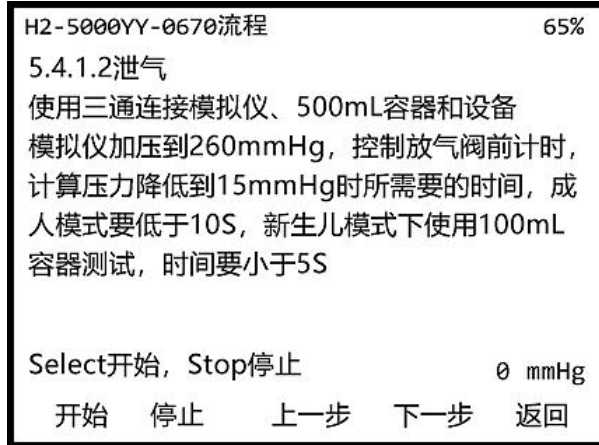 H2-5000YY-0670流程 65%
5.4.1.2泄气
使用三通连接模拟仪、500mL容器和设备
模拟仪加压到260mmHg，控制放气阀前计时，
计算压力降低到15mmHg时所需要的时间，成
人模式要低于10S，新生儿模式下使用100mL
容器测试，时间要小于5S
Select开始，Stop停止 0 mmHg
开始 停止 上一步 下一步 返回